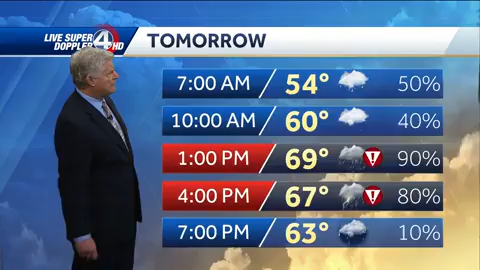 LIVE SUPER
DOPPLER 4 HD
TOMORROW
7:00 AM 54° 50%
10:00 AM 60° 40%
1:00 PM 69° ! 90%
4:00 PM 67° ! 80%
7:00 PM 63° 10%